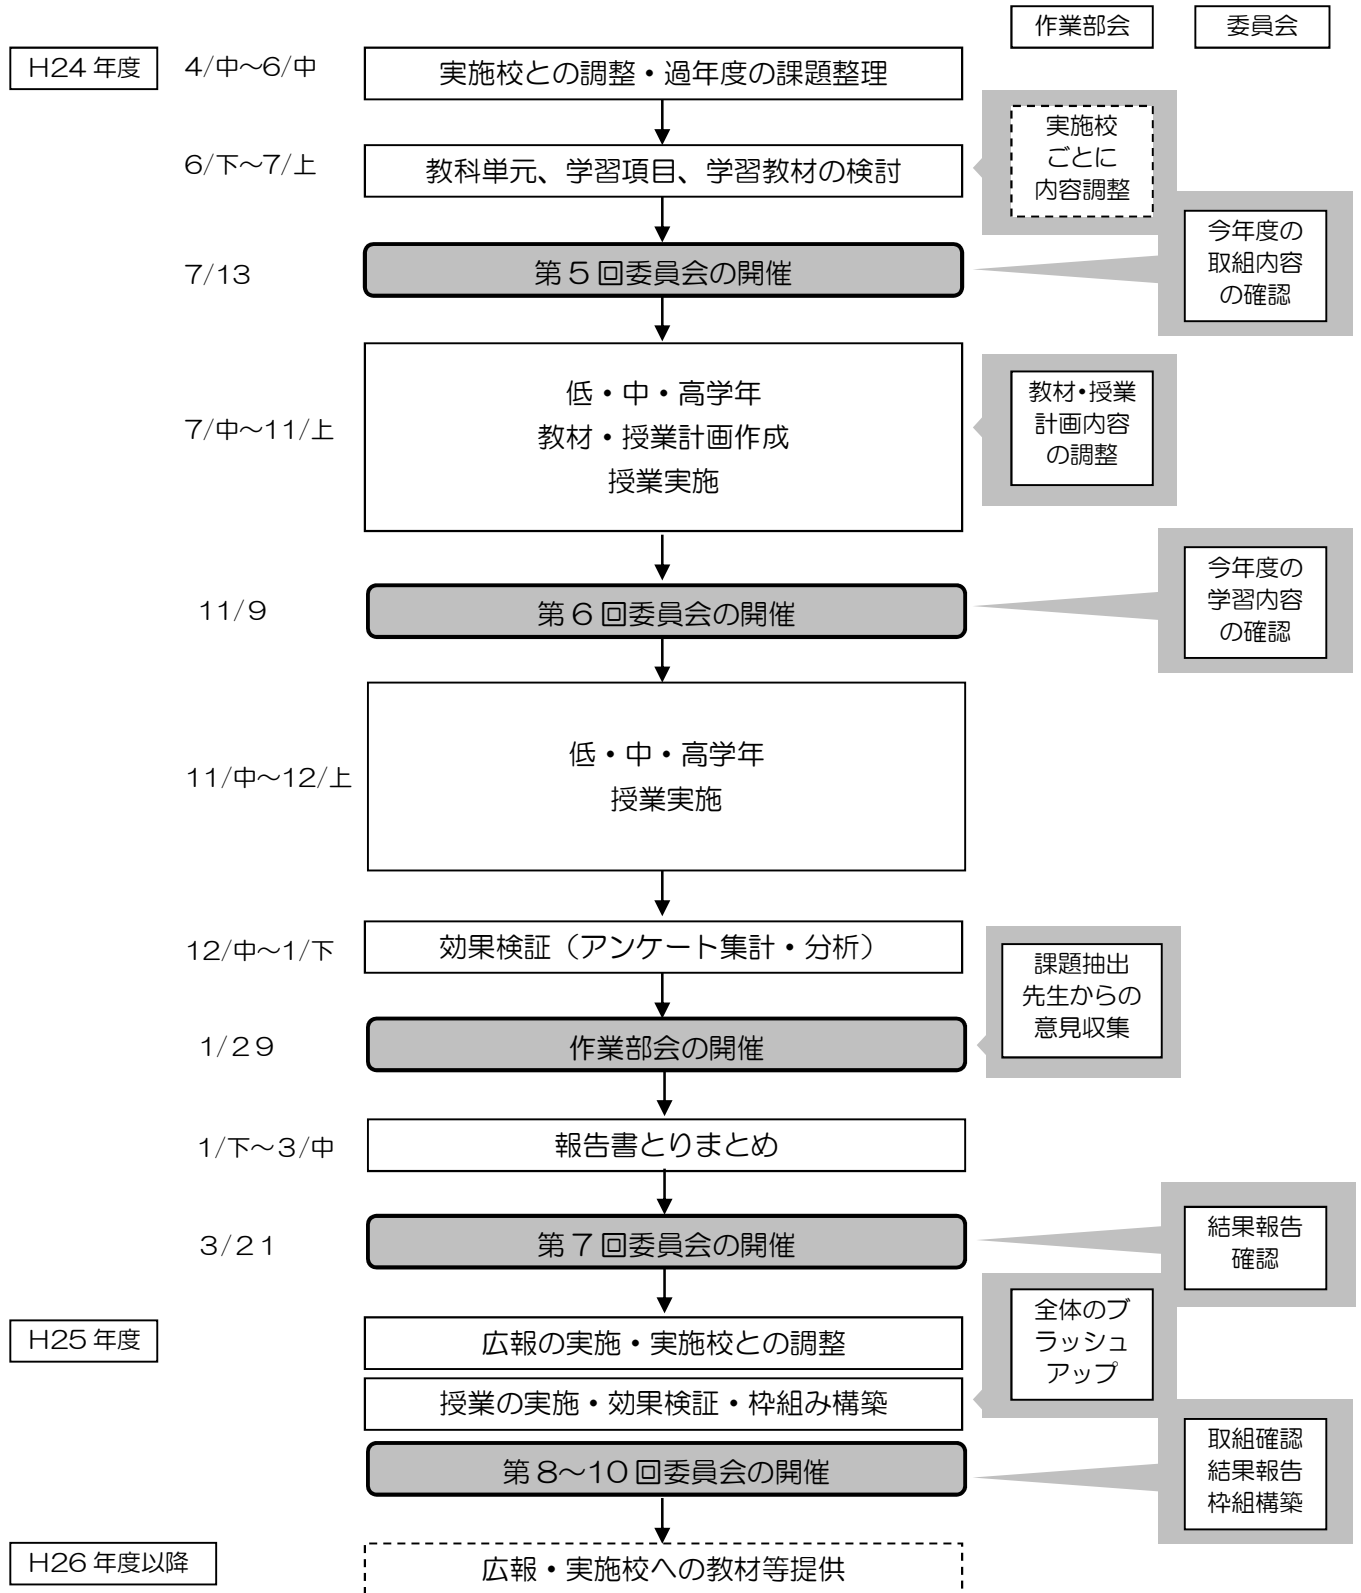 作業部会
委員会
H24年度
4/中～6/中
実施校との調整・過年度の課題整理
実施校
ごとに
内容調整
6/下～7/上
教科単元、学習項目、学習教材の検討
今年度の
取組内容
の確認
7/13
第5回委員会の開催
7/中～11/上
低・中・高学年
教材・授業計画作成
授業実施
教材・授業
計画内容
の調整
11/9
第6回委員会の開催
今年度の
学習内容
の確認
11/中～12/上
低・中・高学年
授業実施
12/中～1/下
効果検証（アンケート集計・分析）
課題抽出
先生からの
意見収集
1/29
作業部会の開催
1/下～3/中
報告書とりまとめ
3/21
第7回委員会の開催
結果報告
確認
H25年度
広報の実施・実施校との調整
全体のブ
ラッシュ
アップ
授業の実施・効果検証・枠組み構築
第8～10回委員会の開催
取組確認
結果報告
枠組構築
H26年度以降
広報・実施校への教材等提供